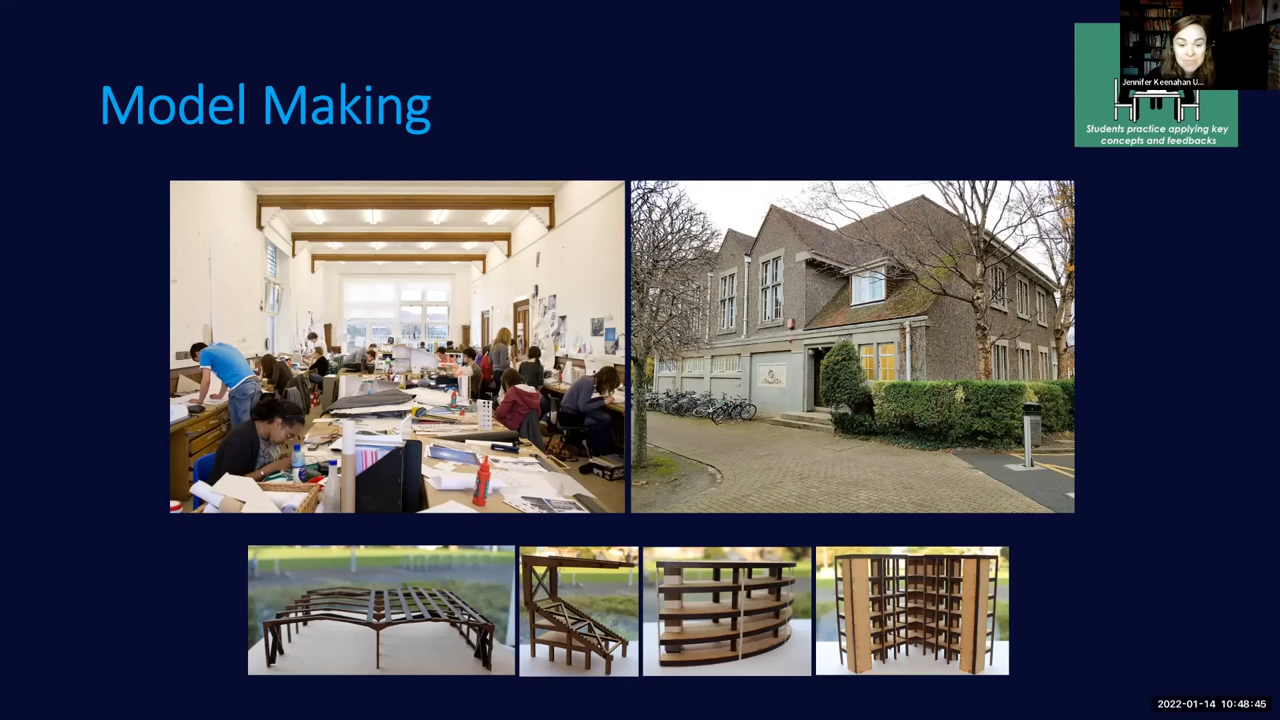 Model Making
Jennifer Keenahan U...
Students practice applying key
concepts and feedbacks
2022-01-14 10:48:45